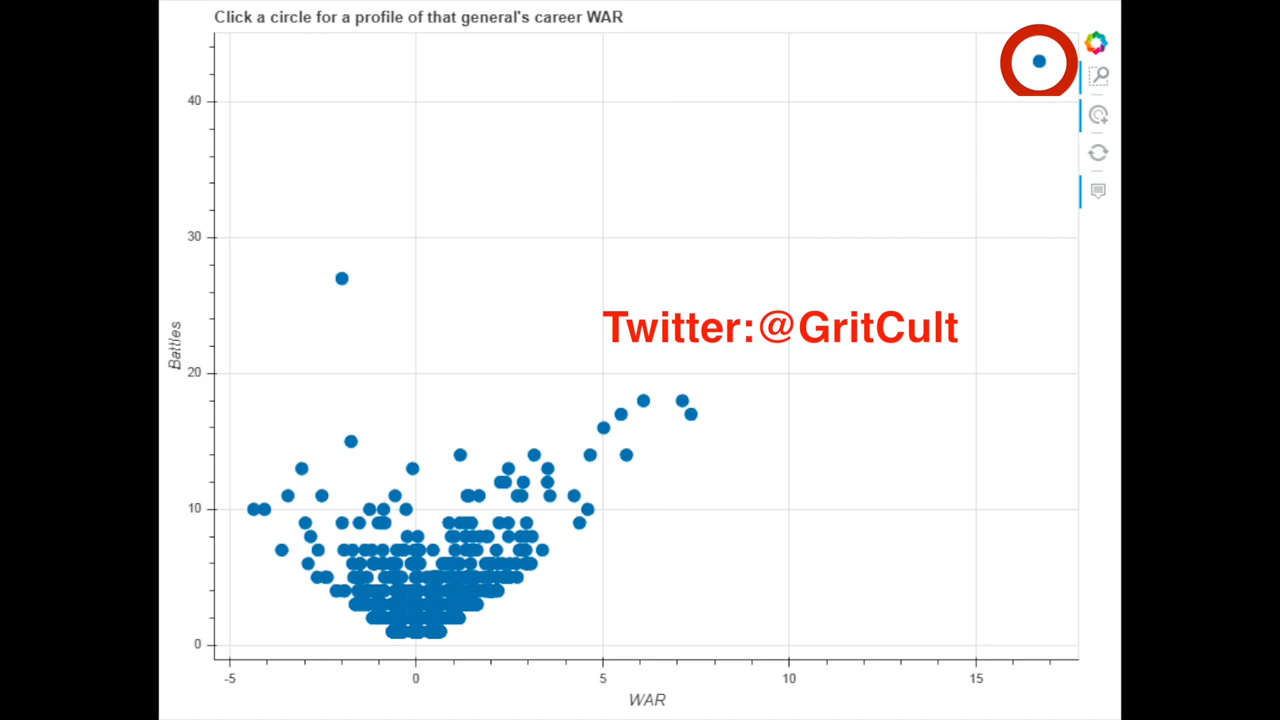 Click a circle for a profile of that general's career WAR
40
30
Twitter:@GritCult
Battles
20
10
0
-5 0 5 10 15
WAR